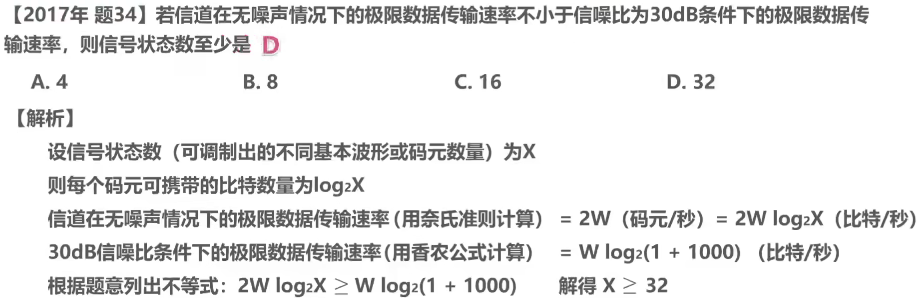 【2017年 题34】若信道在无噪声情况下的极限数据传输速率不小于信噪比为30dB条件下的极限数据传
输速率，则信号状态数至少是 D
A. 4 B. 8 C. 16 D. 32
【解析】
设信号状态数（可调制出的不同基本波形或码元数量）为X
则每个码元可携带的比特数量为log₂X
信道在无噪声情况下的极限数据传输速率（用奈氏准则计算） = 2W（码元/秒）= 2W log₂X（比特/秒）
30dB信噪比条件下的极限数据传输速率（用香农公式计算） = W log₂(1 + 1000) （比特/秒）
根据题意列出不等式：2W log₂X ≥ W log₂(1 + 1000) 解得 X ≥ 32